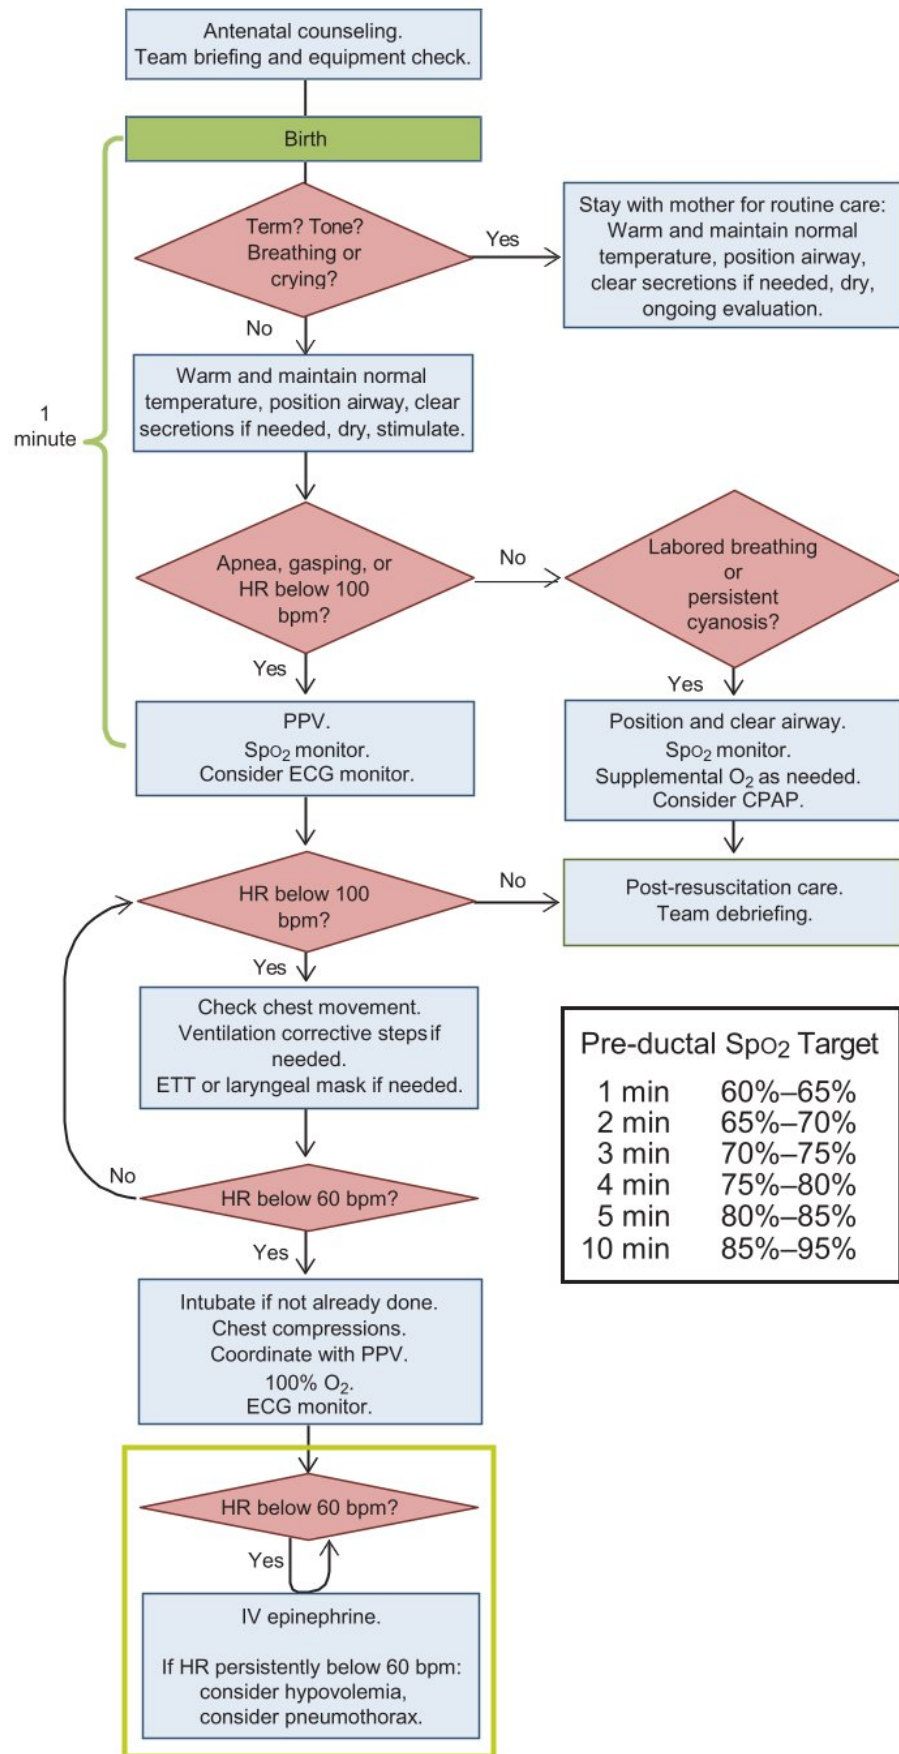 Antenatal counseling.
Team briefing and equipment check.
Birth
Term? Tone?
Breathing or
crying?
Yes
Stay with mother for routine care:
Warm and maintain normal
temperature, position airway,
clear secretions if needed, dry,
ongoing evaluation.
No
Warm and maintain normal
temperature, position airway, clear
secretions if needed, dry, stimulate.
1
minute
Apnea, gasping, or
HR below 100
bpm?
No
Labored breathing
or
persistent
cyanosis?
Yes
Yes
PPV.
SpO₂ monitor.
Consider ECG monitor.
Position and clear airway.
SpO₂ monitor.
Supplemental O₂ as needed.
Consider CPAP.
HR below 100
bpm?
No
Post-resuscitation care.
Team debriefing.
Yes
Check chest movement.
Ventilation corrective steps if
needed.
ETT or laryngeal mask if needed.
Pre-ductal SpO₂ Target
1 min 60%–65%
2 min 65%–70%
3 min 70%–75%
4 min 75%–80%
5 min 80%–85%
10 min 85%–95%
No
HR below 60 bpm?
Yes
Intubate if not already done.
Chest compressions.
Coordinate with PPV.
100% O₂.
ECG monitor.
HR below 60 bpm?
Yes
IV epinephrine.
If HR persistently below 60 bpm:
consider hypovolemia,
consider pneumothorax.